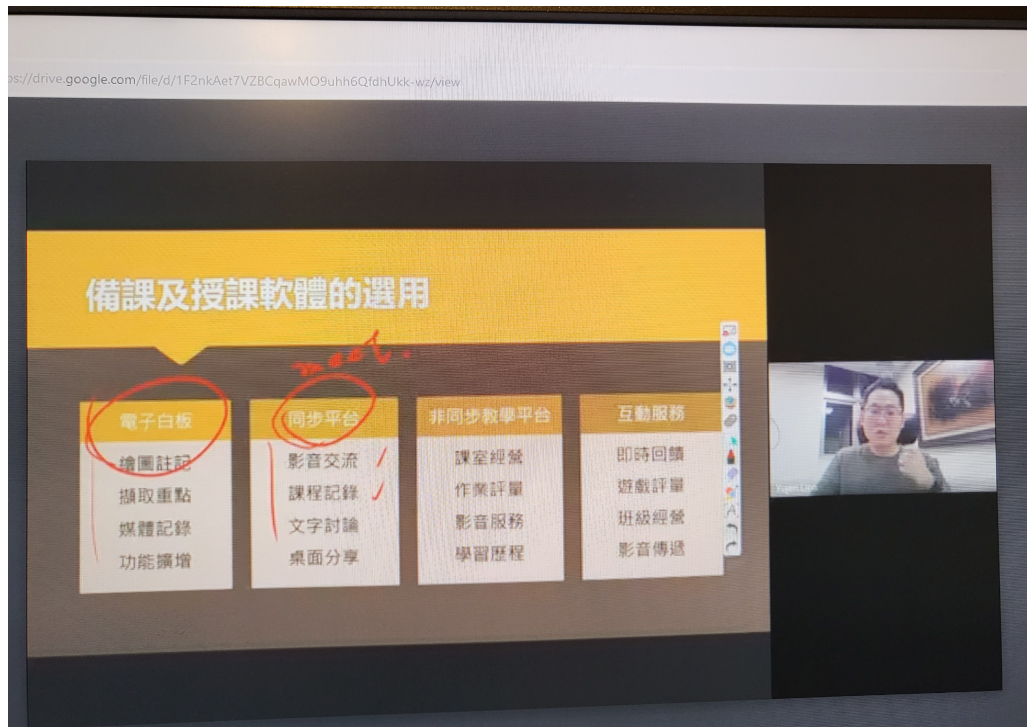 ps://drive.google.com/file/d/1F2nkAet7VZBCqawMO9uhh6QfdhUkk-wz/view
備課及授課軟體的選用
meet.
電子白板
繪圖註記
擷取重點
媒體記錄
功能擴增
同步平台
影音交流
課程記錄
文字討論
桌面分享
非同步教學平台
課室經營
作業評量
影音服務
學習歷程
互動服務
即時回饋
遊戲評量
班級經營
影音傳遞